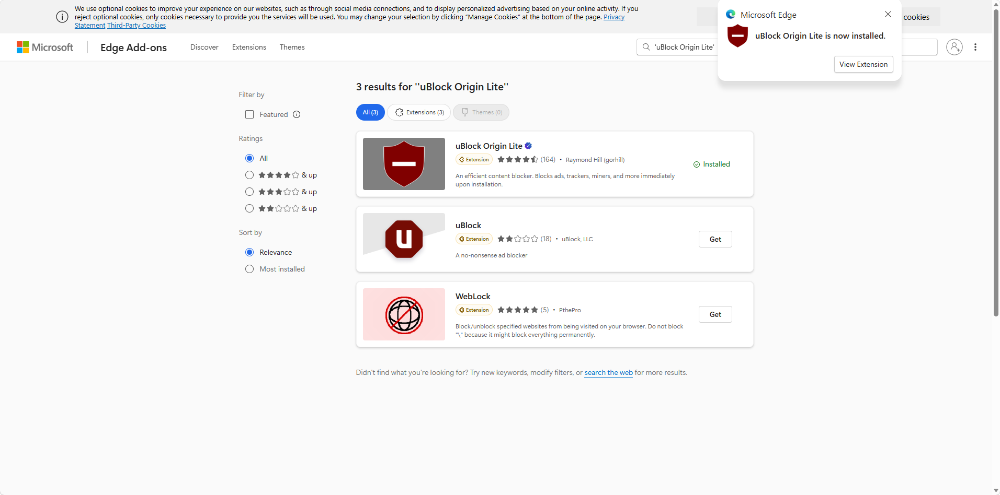 We use optional cookies to improve your experience on our websites, such as through social media connections, and to display personalized advertising based on your online activity. If you
reject optional cookies, only cookies necessary to provide you the services will be used. You may change your selection by clicking “Manage Cookies” at the bottom of the page. Privacy
Statement Third-Party Cookies
cookies
Microsoft Edge
uBlock Origin Lite is now installed.
View Extension
Microsoft
Edge Add-ons
Discover
Extensions
Themes
'uBlock Origin Lite'
Filter by
Featured
Ratings
All
& up
& up
& up
Sort by
Relevance
Most installed
3 results for ''uBlock Origin Lite''
All (3)
Extensions (3)
Themes (0)
uBlock Origin Lite
Extension (164) • Raymond Hill (gorhill)
An efficient content blocker. Blocks ads, trackers, miners, and more immediately
upon installation.
Installed
u
uBlock
Extension (18) • uBlock, LLC
A no-nonsense ad blocker
Get
WebLock
Extension (5) • PthePro
Block/unblock specified websites from being visited on your browser. Do not block
"\" because it might block everything permanently.
Get
Didn't find what you're looking for? Try new keywords, modify filters, or search the web for more results.